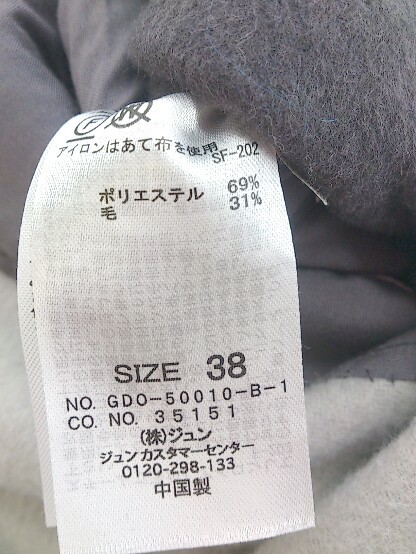 アイロンはあて布を使用
SF-202
ポリエステル 69%
毛 31%
SIZE 38
NO. GDO-50010-B-1
CO. NO. 35151
(株)ジュン
ジュンカスタマーセンター
0120-298-133
中国製